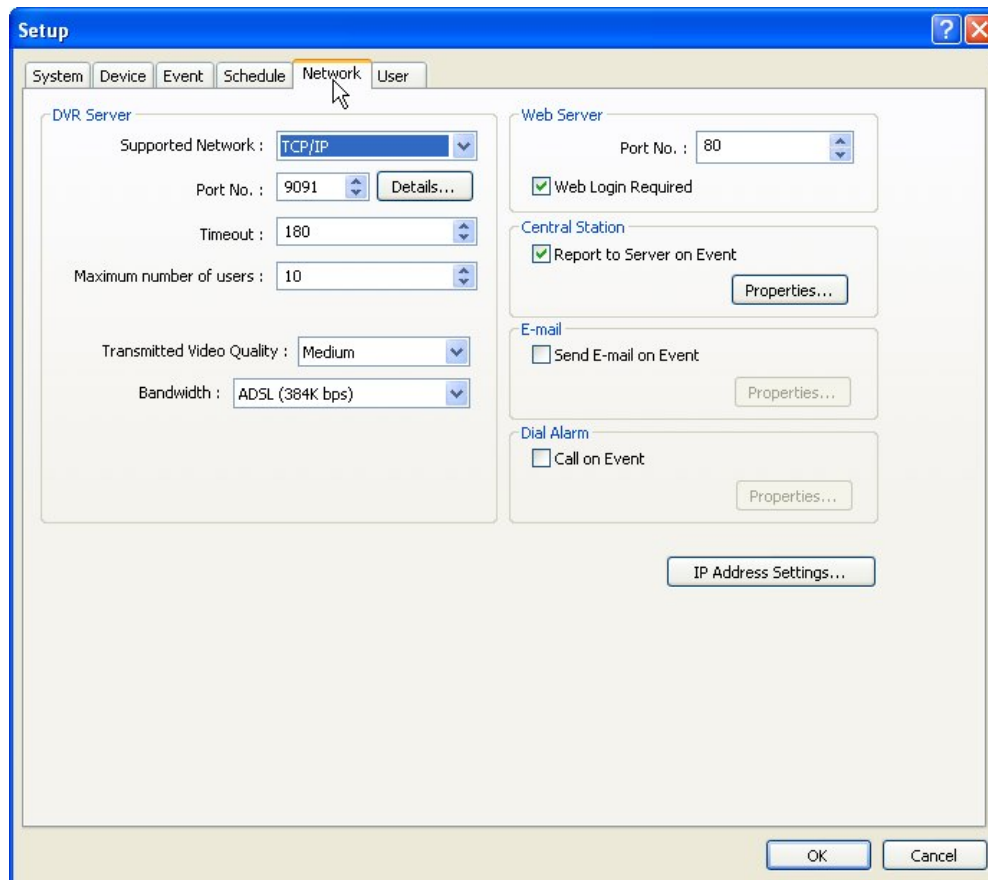 Setup
System Device Event Schedule Network User
DVR Server
Supported Network : TCP/IP
Port No. : 9091 Details...
Timeout : 180
Maximum number of users : 10
Transmitted Video Quality : Medium
Bandwidth : ADSL (384K bps)
Web Server
Port No. : 80
Web Login Required
Central Station
Report to Server on Event
Properties...
E-mail
Send E-mail on Event
Properties...
Dial Alarm
Call on Event
Properties...
IP Address Settings...
OK Cancel